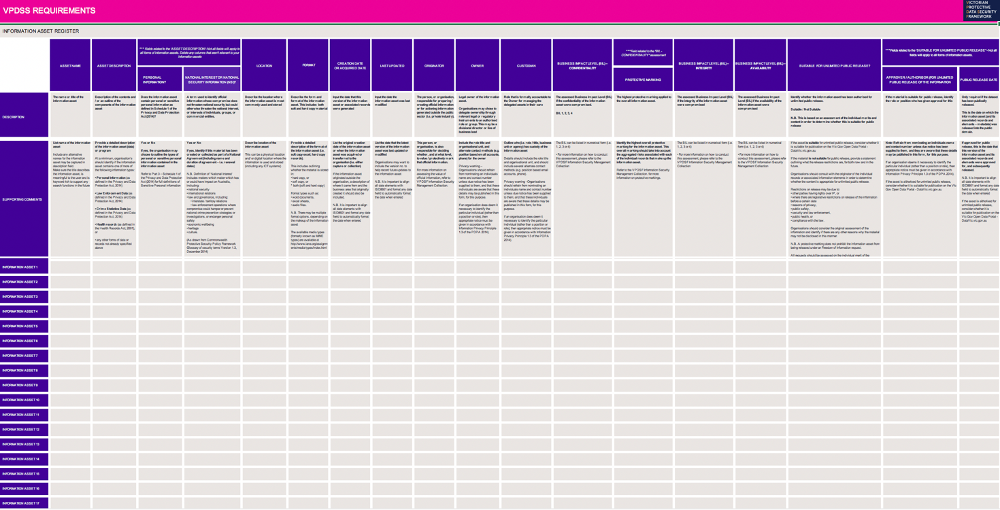 VPDSS REQUIREMENTS
VICTORIAN
PROTECTIVE
DATA SECURITY
FRAMEWORK
INFORMATION ASSET REGISTER
ASSET NAME
ASSET DESCRIPTION
*** Fields related to the 'ASSET DESCRIPTION'- Not all fields will apply to
all forms of information assets. Delete any columns that aren't relevant to your
information assets
PERSONAL
INFORMATION?
NATIONAL INTEREST OR NATIONAL
SECURITY INFORMATION (NSI)?
LOCATION
FORMAT
CREATION DATE
OR ACQUIRED DATE
LAST UPDATED
ORIGINATOR
OWNER
CUSTODIAN
BUSINESS IMPACT LEVEL (BIL) –
CONFIDENTIALITY
***Field related to the 'BIL -
CONFIDENTIALITY' assessment
PROTECTIVE MARKING
BUSINESS IMPACT LEVEL (BIL) –
INTEGRITY
BUSINESS IMPACT LEVEL (BIL) –
AVAILABILITY
SUITABLE FOR UNLIMITED PUBLIC RELEASE?
***Fields related to the 'SUITABLE FOR UNLIMITED PUBLIC RELEASE' - Not all
fields will apply to all forms of information assets.
APPROVER / AUTHORISOR (FOR UNLIMITED
PUBLIC RELEASE OF THE INFORMATION
PUBLIC RELEASE DATE
DESCRIPTION
The name or title of the
information asset
Description of the contents and
/ or an outline of the
components of the information
asset
Does the information asset
contain personal or sensitive
personal information as
defined in Schedule 1 of the
Privacy and Data Protection
Act (2014)?
A term used to identify official
information whose compromise does
not threaten national security but could
otherwise threaten the national interest,
or interests of individuals, groups, or
commercial entities.
Describe the location where
the information asset is most
commonly used and stored
Describe the form and
format of the information
asset. This includes both
soft and hard copy material
Input the date that this
version of the information
asset or associated records
were generated
Input the date the
information asset was last
modified
The person, or organisation,
responsible for preparing /
creating official information
or for actioning information
generated outside the public
sector (i.e. private industry).
Legal owner of the information
asset.
Organisations may chose to
delegate ownership through
relevant legal or regulatory
instruments to an authorised
role or group. This may be a
divisional director or line of
business lead
Role that is formally accountable to
the Owner for managing the
delegated assets in their care
The assessed Business Impact Level (BIL)
if the confidentiality of the information
asset were compromised.
BIL 1, 2, 3, 4
The highest protective marking applied to
the overall information asset.
The assessed Business Impact Level (BIL)
if the integrity of the information asset
were compromised
The assessed Business Impact
Level (BIL) if the availability of the
information asset were
compromised
Identify whether the information asset has been authorised for
unlimited public release.
Suitable / Not Suitable
N.B. This is based on an assessment of the individual merits and
content in order to determine whether this is suitable for public
release
If the material is suitable for public release, identify
the role or position who has given approval for this
Only required if the dataset
has been publicly
released.
This is the date on which the
information asset (and its
associated records and
elements – metadata) was
released into the public
domain.
SUPPORTING COMMENTS
List name of the information
asset
Include any alternative
names for the information
asset may be captured in
description field.
Make sure the title describes
the information asset, is
meaningful to the user and is
keyword rich to support any
search functions in the future
Provide a detailed description
of the information asset (data)
or program
At a minimum, organisation's
should identify if the information
asset contains one of more of
the following information types:
• Personal Information (as
defined in the Privacy and Data
Protection Act, 2014)
• Law Enforcement Data (as
defined in the Privacy and Data
Protection Act, 2014)
• Crime Statistics Data (as
defined in the Privacy and Data
Protection Act, 2014)
• Health records (as defined in
the Health Records Act, 2001),
or
• any other forms of data or
records not already specified
above
Yes or No
If yes, the organisation may
choose to outline the types of
personal or sensitive personal
information contained in the
information asset
Refer to Part 3 – Schedule 1 of
the Privacy and Data Protection
Act (2014) for full definitions of
Sensitive Personal Information
Yes or No
If yes, identify if this material has been
created or collected as part of a National
Agreement (including name and
duration of agreement – i.e. renewal
dates)
N.B. Definition of 'National Interest'
includes matters which matter which has
or could have impact on Australia,
including:
• national security
• international relations
• law and governance, including:
• interstate / territory relations
• law enforcement operations where
compromise could hamper or prevent
national crime prevention strategies or
investigations, or endanger personal
safety
• economic wellbeing
• heritage
• culture.
(As drawn from Commonwealth
Protective Security Policy Framework
Glossary of security terms Version 1.3,
December 2014)
Describe the location of the
information asset
This can be a physical location
and/or digital location where the
information is used and stored
(including any ICT systems)
Provide a detailed
description of the format of
the information asset (i.e.
soft copy excel, hard copy
records).
This includes outlining
whether the material is stored
in
• hard copy, or
• soft copy, or
* both (soft and hard copy)
Format types such as:
• word documents,
• excel sheets,
• audio files.
N.B. There may be multiple
format options, depending on
the makeup of the information
asset
The available media types
(formerly known as MIME
types) are available at
http://www.iana.org/assignm
ents/media-types/index.html
List the original creation
date of the information asset
or when the information
asset was acquired or
transferred to the
organisation (i.e. either
capture or collection)
If the information asset
originated outside the
organisation, a description of
where it came from and the
business area that originally
created it should also be
included.
N.B. It is important to align
all date elements with
ISO8601 and format any date
field to automatically format
the date when entered
List the date that the latest
version of the information
asset was last updated or
modified
Organisations may want to
include the version no. to
help record future updates to
the information asset
N.B. It is important to align
all date elements with
ISO8601 and format any date
field to automatically format
the date when entered
This person, or
organisation, is also
responsible for deciding
whether, and at what level,
to value / protectively mark
that official information.
For more information on
assessing the value of
official information, refer to
VPDSF Information Security
Management Collection.
Include the role title and
organisational unit, and
alternate contact methods (e.g.
position based email accounts,
phone) for the owner
Privacy warning –
Organisations should refrain
from nominating an individuals
name and contact number
unless due notice has been
supplied to them, and that
these individuals are aware that
these details may be published
in this form, for this purpose.
If an organisation does deem it
necessary to identify the
particular individual (rather than
a position or role), then
appropriate notice must be
given in accordance with
Information Privacy Principle
1.3 of the PDPA 2014).
Outline who (i.e. role / title, business
unit or agency) has custody of the
information asset
Details should include the role title
and organisational unit, and should
include several alternate contact
methods (e.g. position based email
accounts, phone).
Privacy warning - Organisations
should refrain from nominating an
individuals name and contact number
unless due notice has been supplied
to them, and that these individuals
are aware that these details may be
published in this form, for this
purpose.
If an organisation does deem it
necessary to identify the particular
individual (rather than a position or
role), then appropriate notice must be
given in accordance with
Information Privacy Principle
1.3 of the PDPA 2014).
The BIL can be listed in numerical form (i.e.
1, 2, 3 or 4)
• For more information on how to conduct
this assessment, please refer to the
VPDSF Information Security Management
Collection
Identify the highest overall protective
marking for the information asset. This
overall marking should take into account
the aggregated risks associated with each
of the individual records that make up the
information asset.
Refer to the VPDSF Information Security
Management Collection. for more
information on protective markings.
The BIL can be listed in numerical form (i.e.
1, 2, 3 or 4)
• For more information on how to
conduct this assessment, please refer to
the VPDSF Information Security Management
Collection
The BIL can be listed in numerical
form (i.e. 1, 2, 3 or 4)
• For more information on how to
conduct this assessment, please refer
to the VPDSF Information Security
Management Collection
If the asset is suitable for unlimited public release, consider whether it
is suitable for publication on the Vic Gov Open Data Portal -
DataVic.vic.gov.au
If the material is not suitable for public release, provide a statement
outlining what the release restrictions are, for both now and in the
future.
Organisations should consult with the originator of the individual
records or associated information elements in order to determine
whether the content is appropriate for unlimited public release.
Restrictions on release may be due to:
• other parties having rights over IP, or
• where there are legislative restrictions on release of the information
before a certain date
• reasons of privacy,
• public safety,
• security and law enforcement,
• public health, or
• compliance with the law.
Organisations should consider the original assessment of the
information and identify if there are any other reasons why the material
may not be disclosed in this manner.
N.B. A protective marking does not prohibit the information asset from
being released under an Freedom of Information request.
All requests should be assessed on the individual merit of the
Note: Refrain from nominating an individuals name
and contact number unless due notice has been
supplied to them, and they are aware that these details
may be published in this form, for this purpose.
If an organisation deems it necessary to identify the
particular individual (rather than a position or role), then
appropriate notice must be given in accordance with
Information Privacy Principle 1.3 of the PDPA 2014).
If the asset is authorised for unlimited public release,
consider whether it is suitable for publication on the Vic
Gov Open Data Portal - DataVic.vic.gov.au
If approved for public
release, this is the date that
this version of the
information asset and its
associated records and
elements were approved
for, and subsequently
released.
N.B. It is important to align
all date elements with
ISO8601 and format any date
field to automatically format
the date when entered
If the asset is authorised for
unlimited public release,
consider whether it is
suitable for publication on the
Vic Gov Open Data Portal -
DataVic.vic.gov.au
INFORMATION ASSET 1
INFORMATION ASSET 2
INFORMATION ASSET 3
INFORMATION ASSET 4
INFORMATION ASSET 5
INFORMATION ASSET 6
INFORMATION ASSET 7
INFORMATION ASSET 8
INFORMATION ASSET 9
INFORMATION ASSET 10
INFORMATION ASSET 11
INFORMATION ASSET 12
INFORMATION ASSET 13
INFORMATION ASSET 14
INFORMATION ASSET 15
INFORMATION ASSET 16
INFORMATION ASSET 17